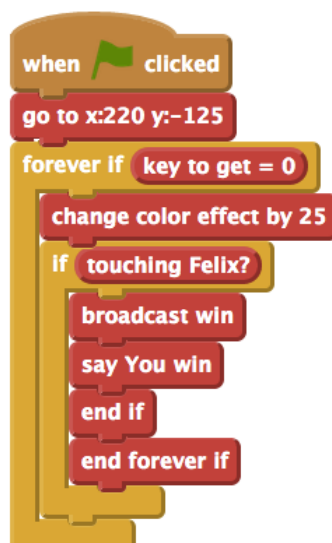 when clicked
go to x:220 y:-125
forever if key to get = 0
change color effect by 25
if touching Felix?
broadcast win
say You win
end if
end forever if